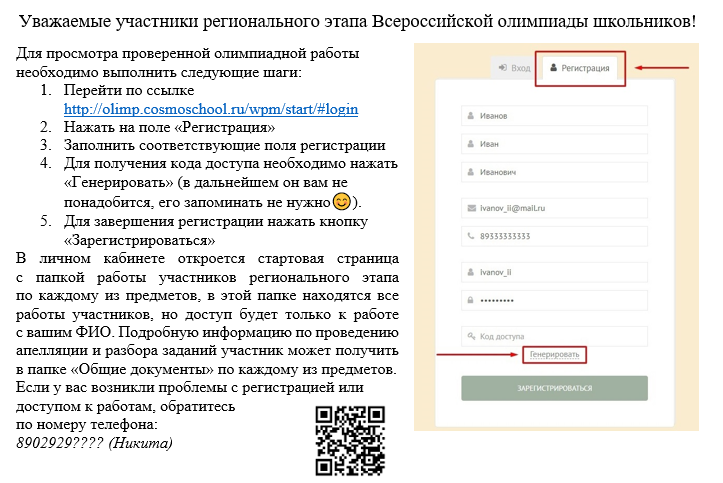 Уважаемые участники регионального этапа Всероссийской олимпиады школьников!
Для просмотра проверенной олимпиадной работы
необходимо выполнить следующие шаги:
1. Перейти по ссылке
http://olimp.cosmoschool.ru/wpm/start/#login
2. Нажать на поле «Регистрация»
3. Заполнить соответствующие поля регистрации
4. Для получения кода доступа необходимо нажать
«Генерировать» (в дальнейшем он вам не
понадобится, его запоминать не нужно😊).
5. Для завершения регистрации нажать кнопку
«Зарегистрироваться»
В личном кабинете откроется стартовая страница
с папкой работы участников регионального этапа
по каждому из предметов, в этой папке находятся все
работы участников, но доступ будет только к работе
с вашим ФИО. Подробную информацию по проведению
апелляции и разбора заданий участник может получить
в папке «Общие документы» по каждому из предметов.
Если у вас возникли проблемы с регистрацией или
доступом к работам, обратитесь
по номеру телефона:
8902929???? (Никита)
Вход
Регистрация
Иванов
Иван
Иванович
ivanov_ii@mail.ru
89333333333
ivanov_ii
•••••••••
Код доступа
Генерировать
ЗАРЕГИСТРИРОВАТЬСЯ